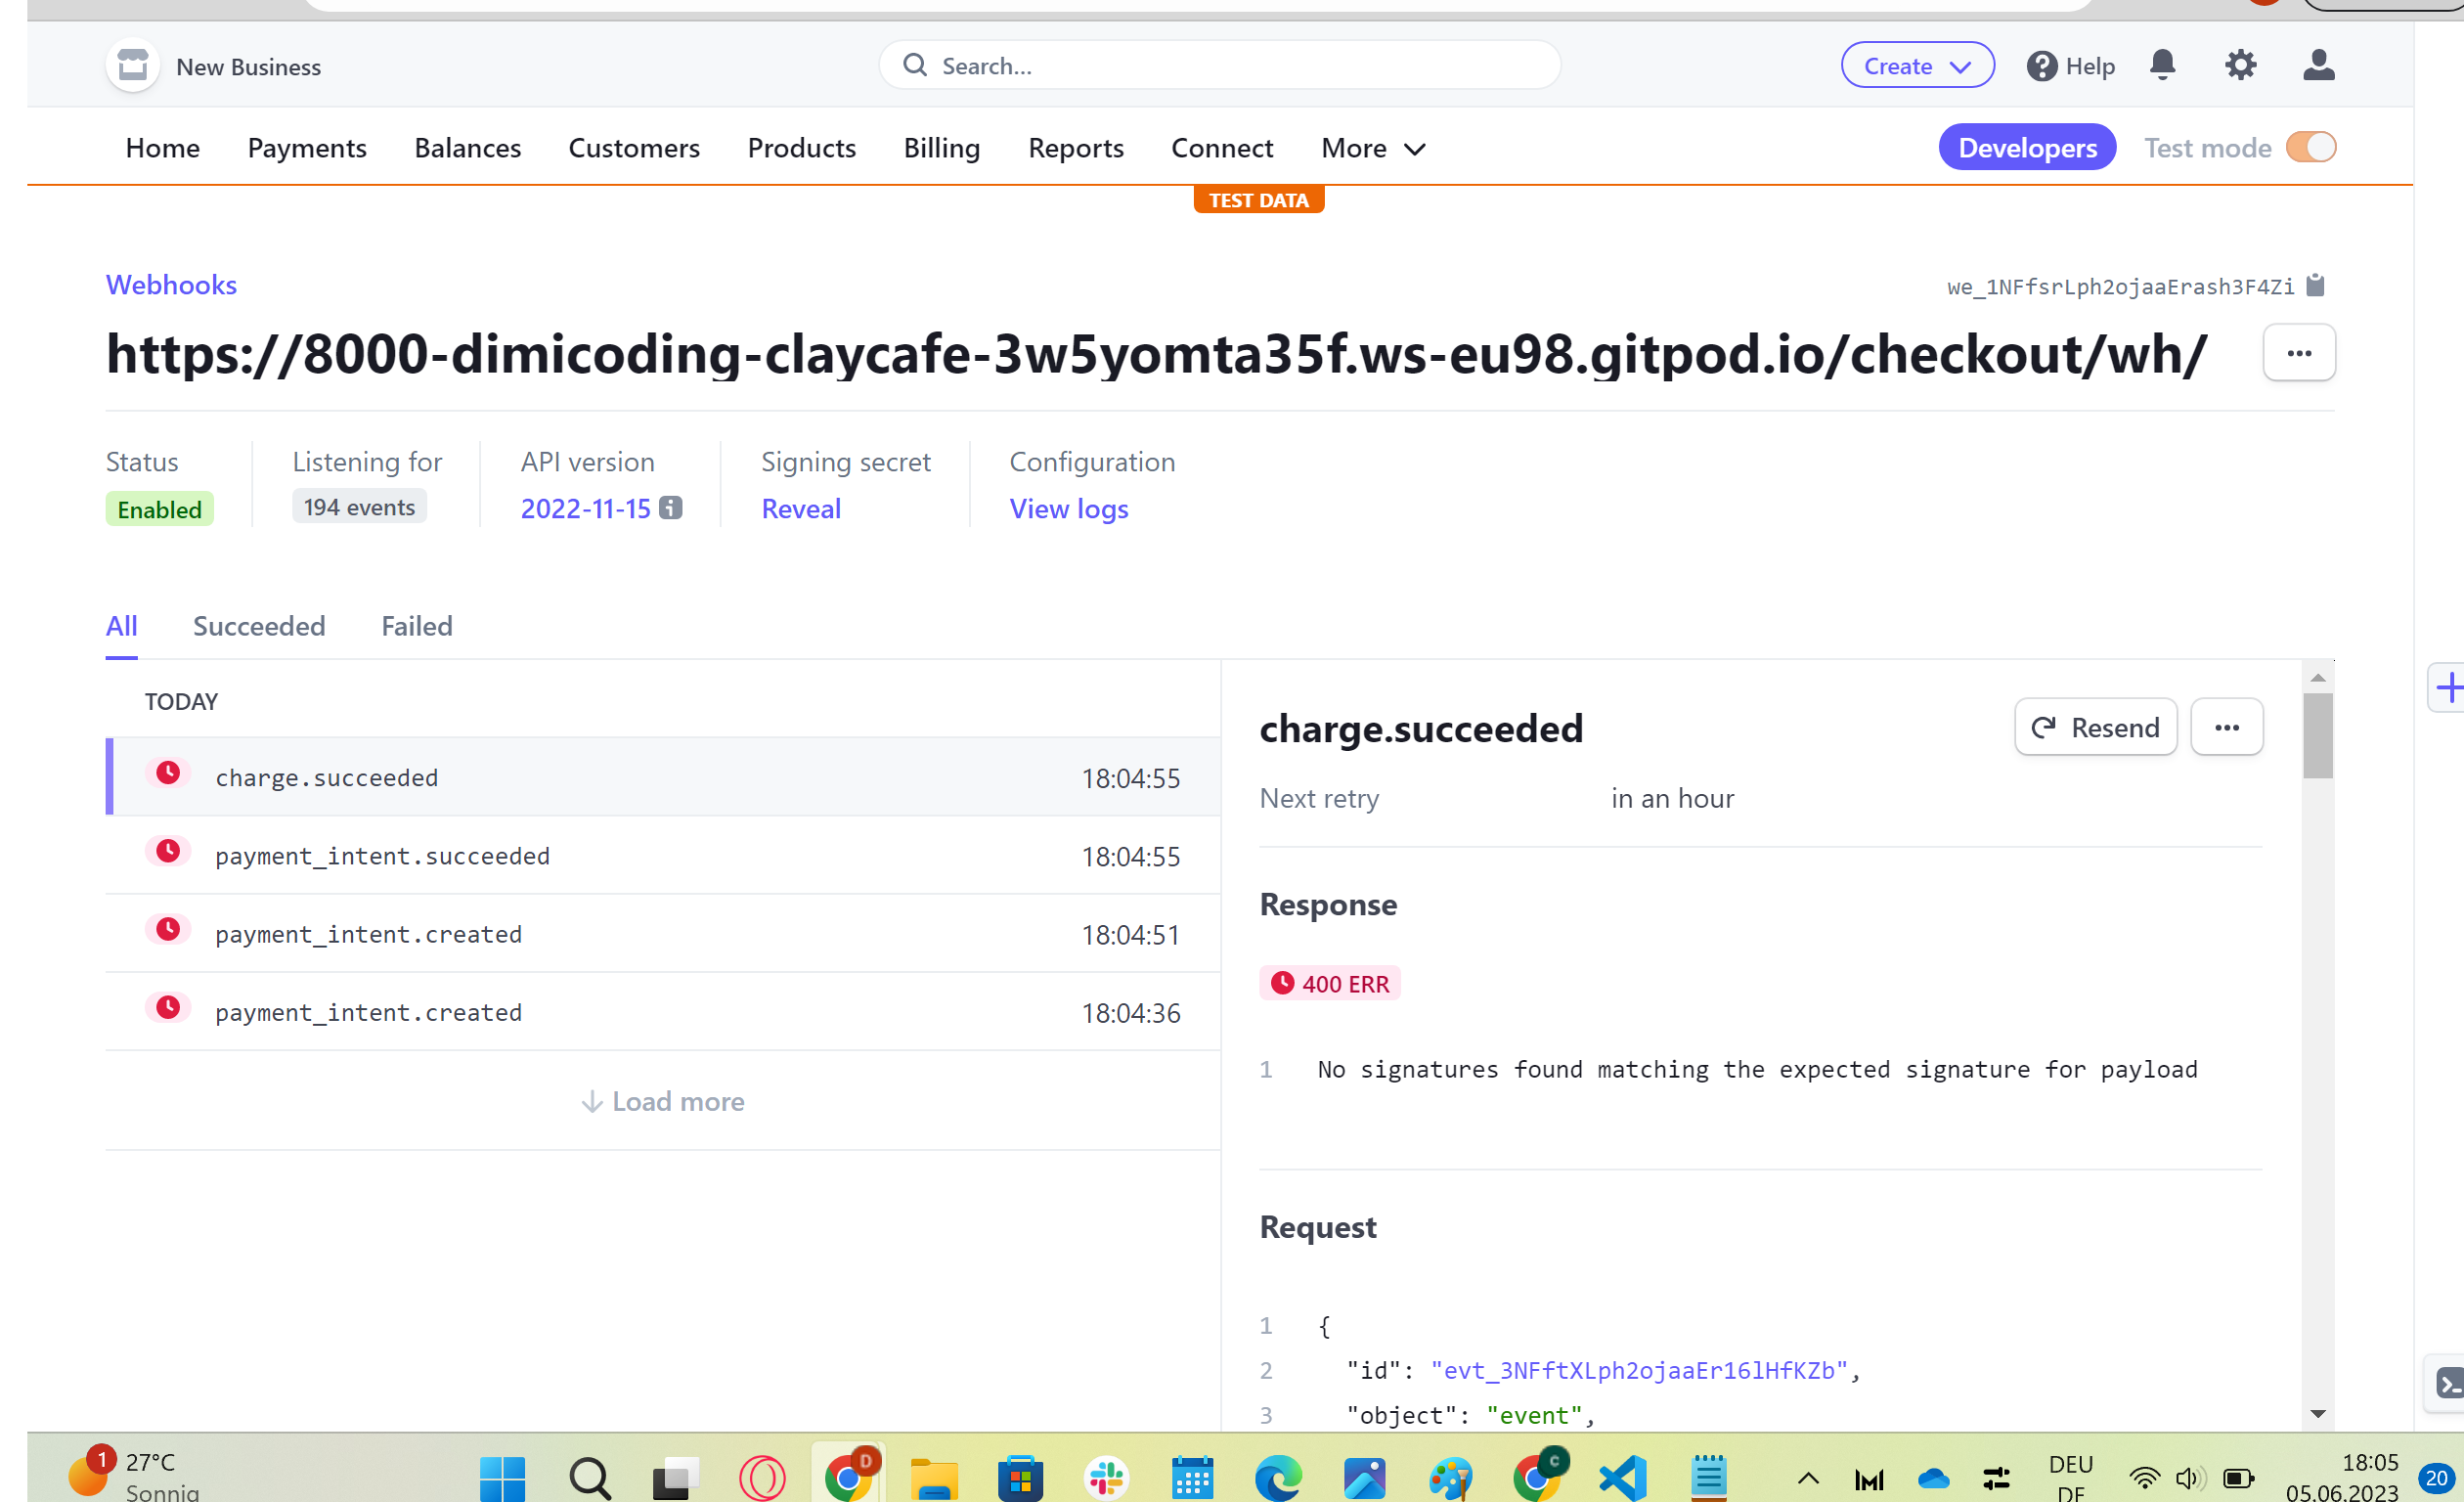 New Business
Search...
Create
Help
Home Payments Balances Customers Products Billing Reports Connect More
Developers Test mode
TEST DATA
Webhooks
we_1NFfsrLph2ojaaErash3F4Zi
https://8000-dimicoding-claycafe-3w5yomta35f.ws-eu98.gitpod.io/checkout/wh/
Status Listening for API version Signing secret Configuration
Enabled 194 events 2022-11-15 Reveal View logs
All Succeeded Failed
TODAY
charge.succeeded 18:04:55
payment_intent.succeeded 18:04:55
payment_intent.created 18:04:51
payment_intent.created 18:04:36
Load more
charge.succeeded
Resend
Next retry in an hour
Response
400 ERR
1 No signatures found matching the expected signature for payload
Request
1 {
2 "id": "evt_3NFftXLph2ojaaEr16lHfKZb",
3 "object": "event",
1
27°C
Sonnig
D
C
DEU
DE
18:05
05.06.2023
20